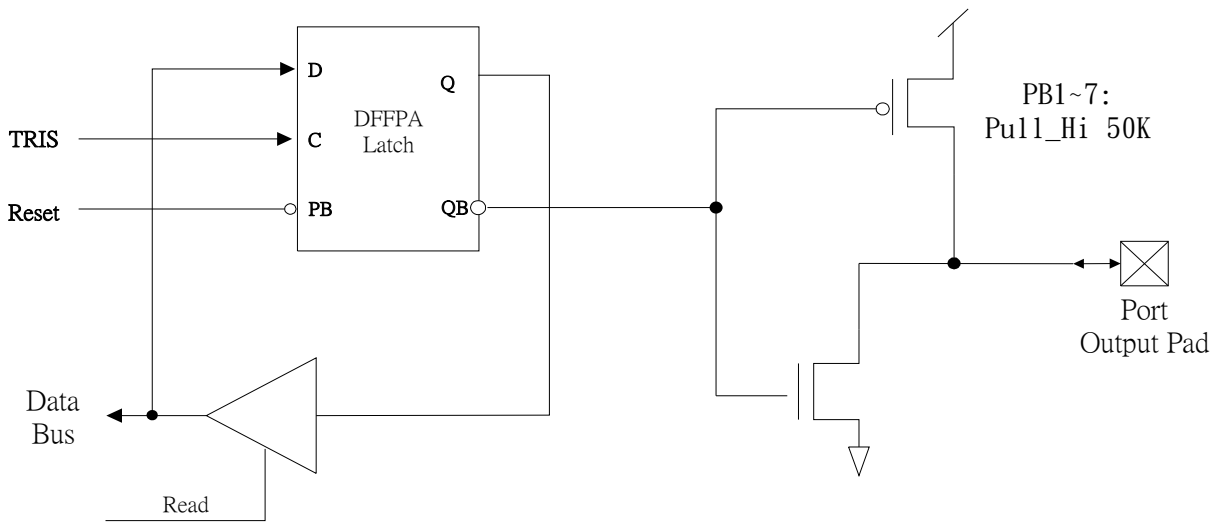 D
Q
DFFPA
Latch
TRIS
C
Reset
PB
QB
PB1~7:
Pull_Hi 50K
Port
Output Pad
Data
Bus
Read